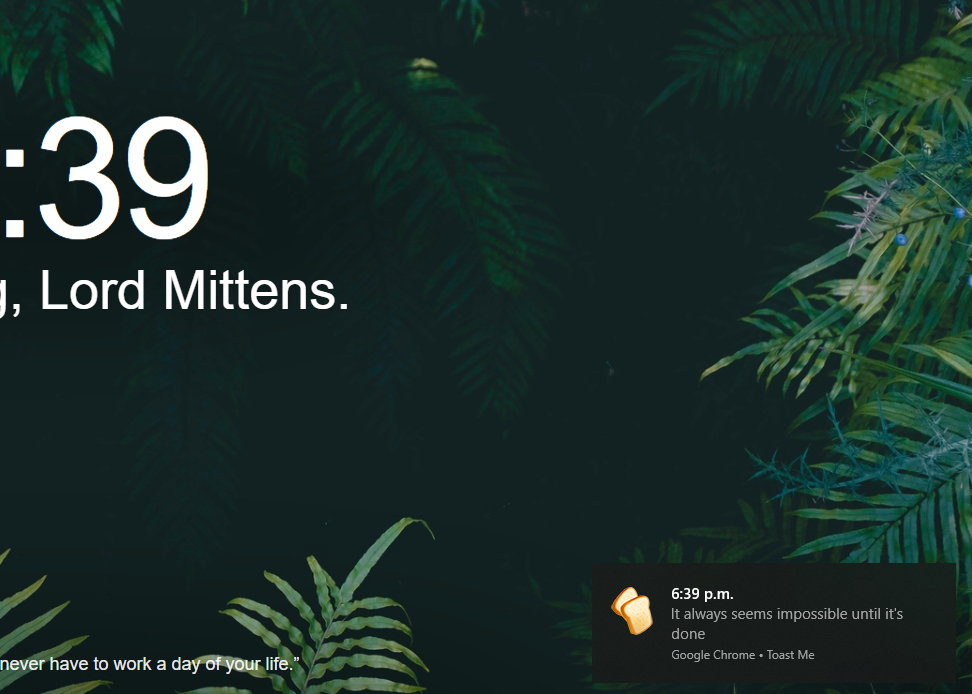 :39
g, Lord Mittens.
never have to work a day of your life.”
6:39 p.m.
It always seems impossible until it's
done
Google Chrome • Toast Me